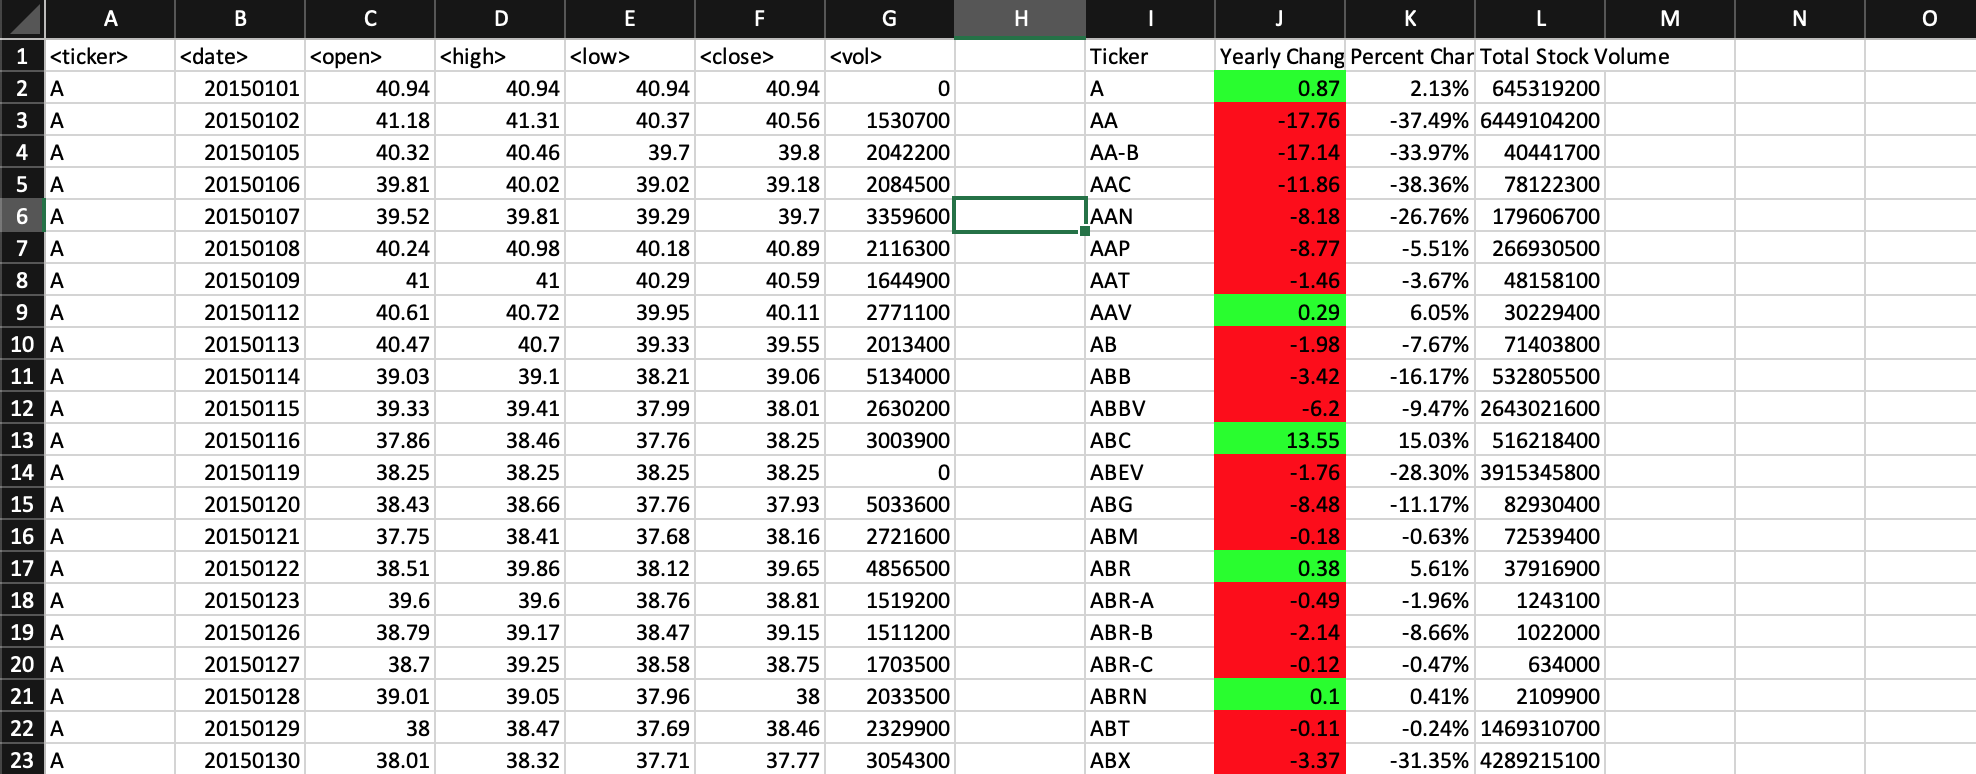 A B C D E F G H I J K L M N O
1 <ticker> <date> <open> <high> <low> <close> <vol> Ticker Yearly Chang Percent Char Total Stock Volume
2 A 20150101 40.94 40.94 40.94 40.94 0 A 0.87 2.13% 645319200
3 A 20150102 41.18 41.31 40.37 40.56 1530700 AA -17.76 -37.49% 6449104200
4 A 20150105 40.32 40.46 39.7 39.8 2042200 AA-B -17.14 -33.97% 40441700
5 A 20150106 39.81 40.02 39.02 39.18 2084500 AAC -11.86 -38.36% 78122300
6 A 20150107 39.52 39.81 39.29 39.7 3359600 AAN -8.18 -26.76% 179606700
7 A 20150108 40.24 40.98 40.18 40.89 2116300 AAP -8.77 -5.51% 266930500
8 A 20150109 41 41 40.29 40.59 1644900 AAT -1.46 -3.67% 48158100
9 A 20150112 40.61 40.72 39.95 40.11 2771100 AAV 0.29 6.05% 30229400
10 A 20150113 40.47 40.7 39.33 39.55 2013400 AB -1.98 -7.67% 71403800
11 A 20150114 39.03 39.1 38.21 39.06 5134000 ABB -3.42 -16.17% 532805500
12 A 20150115 39.33 39.41 37.99 38.01 2630200 ABBV -6.2 -9.47% 2643021600
13 A 20150116 37.86 38.46 37.76 38.25 3003900 ABC 13.55 15.03% 516218400
14 A 20150119 38.25 38.25 38.25 38.25 0 ABEV -1.76 -28.30% 3915345800
15 A 20150120 38.43 38.66 37.76 37.93 5033600 ABG -8.48 -11.17% 82930400
16 A 20150121 37.75 38.41 37.68 38.16 2721600 ABM -0.18 -0.63% 72539400
17 A 20150122 38.51 39.86 38.12 39.65 4856500 ABR 0.38 5.61% 37916900
18 A 20150123 39.6 39.6 38.76 38.81 1519200 ABR-A -0.49 -1.96% 1243100
19 A 20150126 38.79 39.17 38.47 39.15 1511200 ABR-B -2.14 -8.66% 1022000
20 A 20150127 38.7 39.25 38.58 38.75 1703500 ABR-C -0.12 -0.47% 634000
21 A 20150128 39.01 39.05 37.96 38 2033500 ABRN 0.1 0.41% 2109900
22 A 20150129 38 38.47 37.69 38.46 2329900 ABT -0.11 -0.24% 1469310700
23 A 20150130 38.01 38.32 37.71 37.77 3054300 ABX -3.37 -31.35% 4289215100